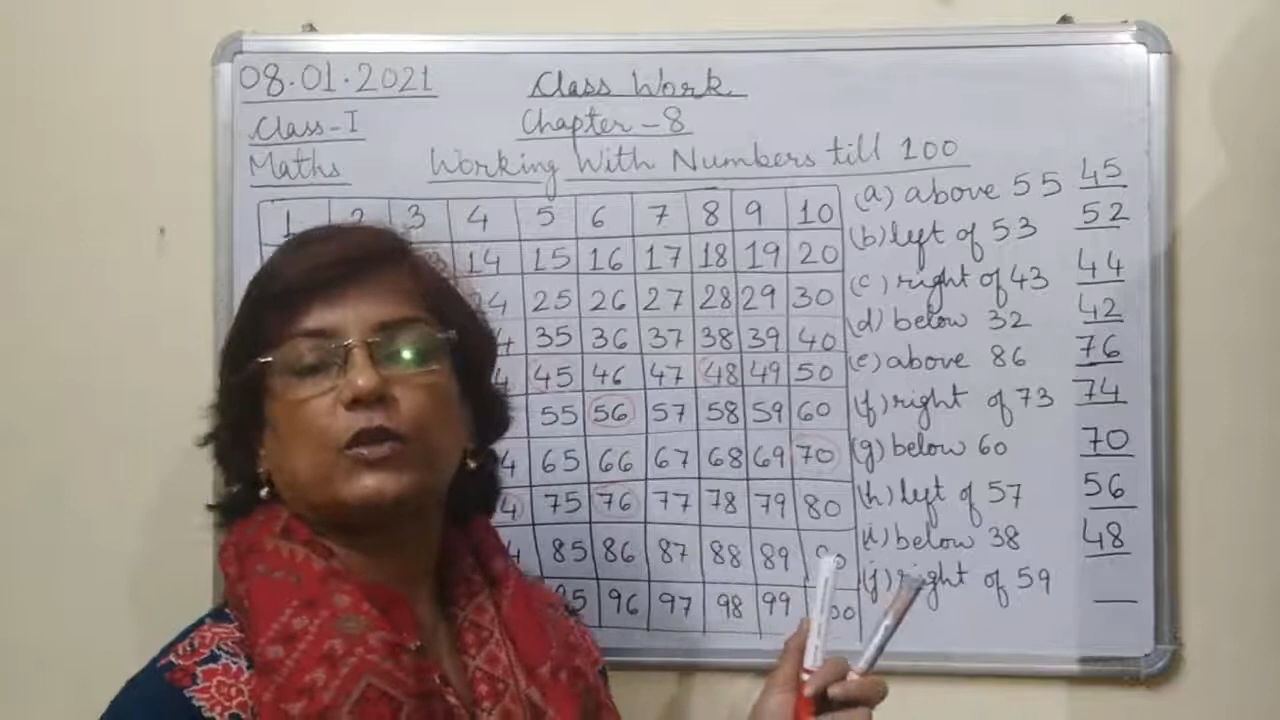 08.01.2021
Class Work
Class-I
Chapter-8
Maths
Working With Numbers till 100
1 2 3 4 5 6 7 8 9 10
14 15 16 17 18 19 20
25 26 27 28 29 30
35 36 37 38 39 40
45 46 47 48 49 50
55 56 57 58 59 60
65 66 67 68 69 70
75 76 77 78 79 80
85 86 87 88 89
96 97 98 99
(a) above 55 45
(b) left of 53 52
(c) right of 43 44
(d) below 32 42
(e) above 86 76
(f) right of 73 74
(g) below 60 70
(h) left of 57 56
(i) below 38 48
(j) right of 59 __